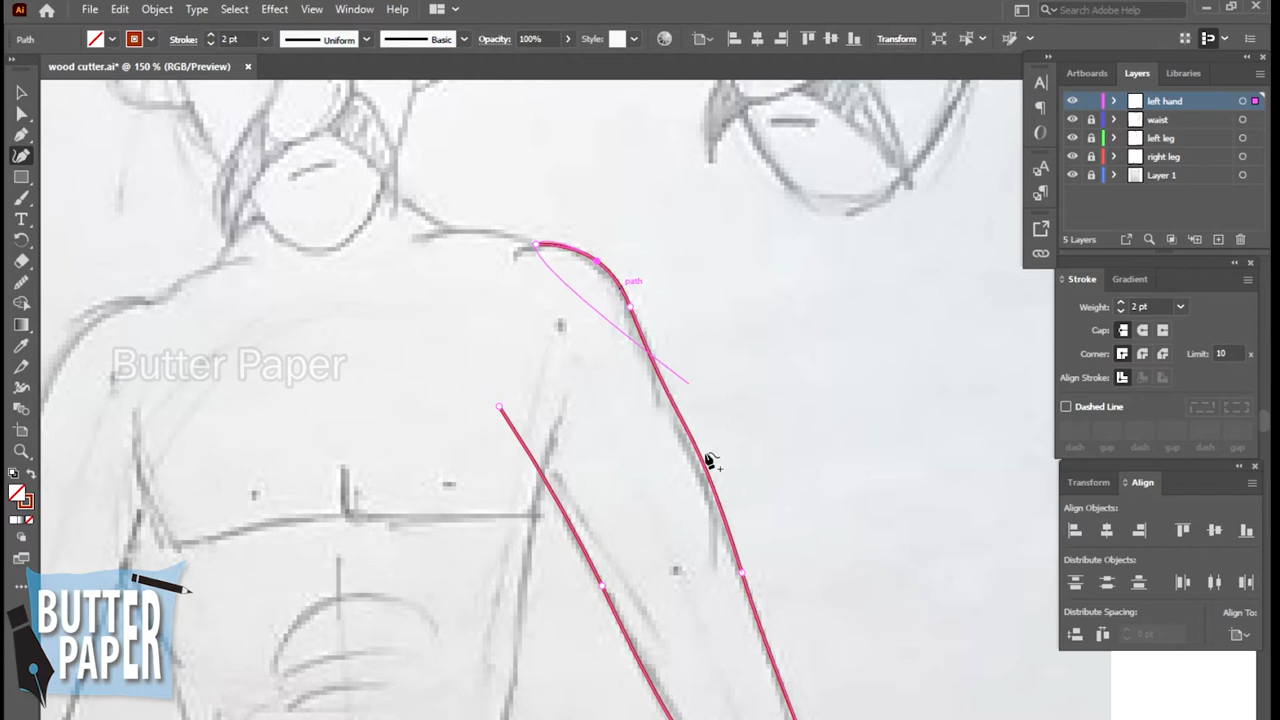 File Edit Object Type Select Effect View Window Help
Search Adobe Help
Path
Stroke: 2 pt
Uniform
Basic
Opacity: 100%
Style:
Transform
wood cutter.ai* @ 150 % (RGB/Preview)
Artboards Layers Libraries
left hand
waist
left leg
right leg
Layer 1
5 Layers
path
Butter Paper
Stroke Gradient
Weight: 2 pt
Cap:
Corner: Limit: 10 x
Align Stroke:
Dashed Line
dash gap dash gap dash gap
Transform Align
Align Objects:
Distribute Objects:
Distribute Spacing: Align To:
0 pt
BUTTER
PAPER